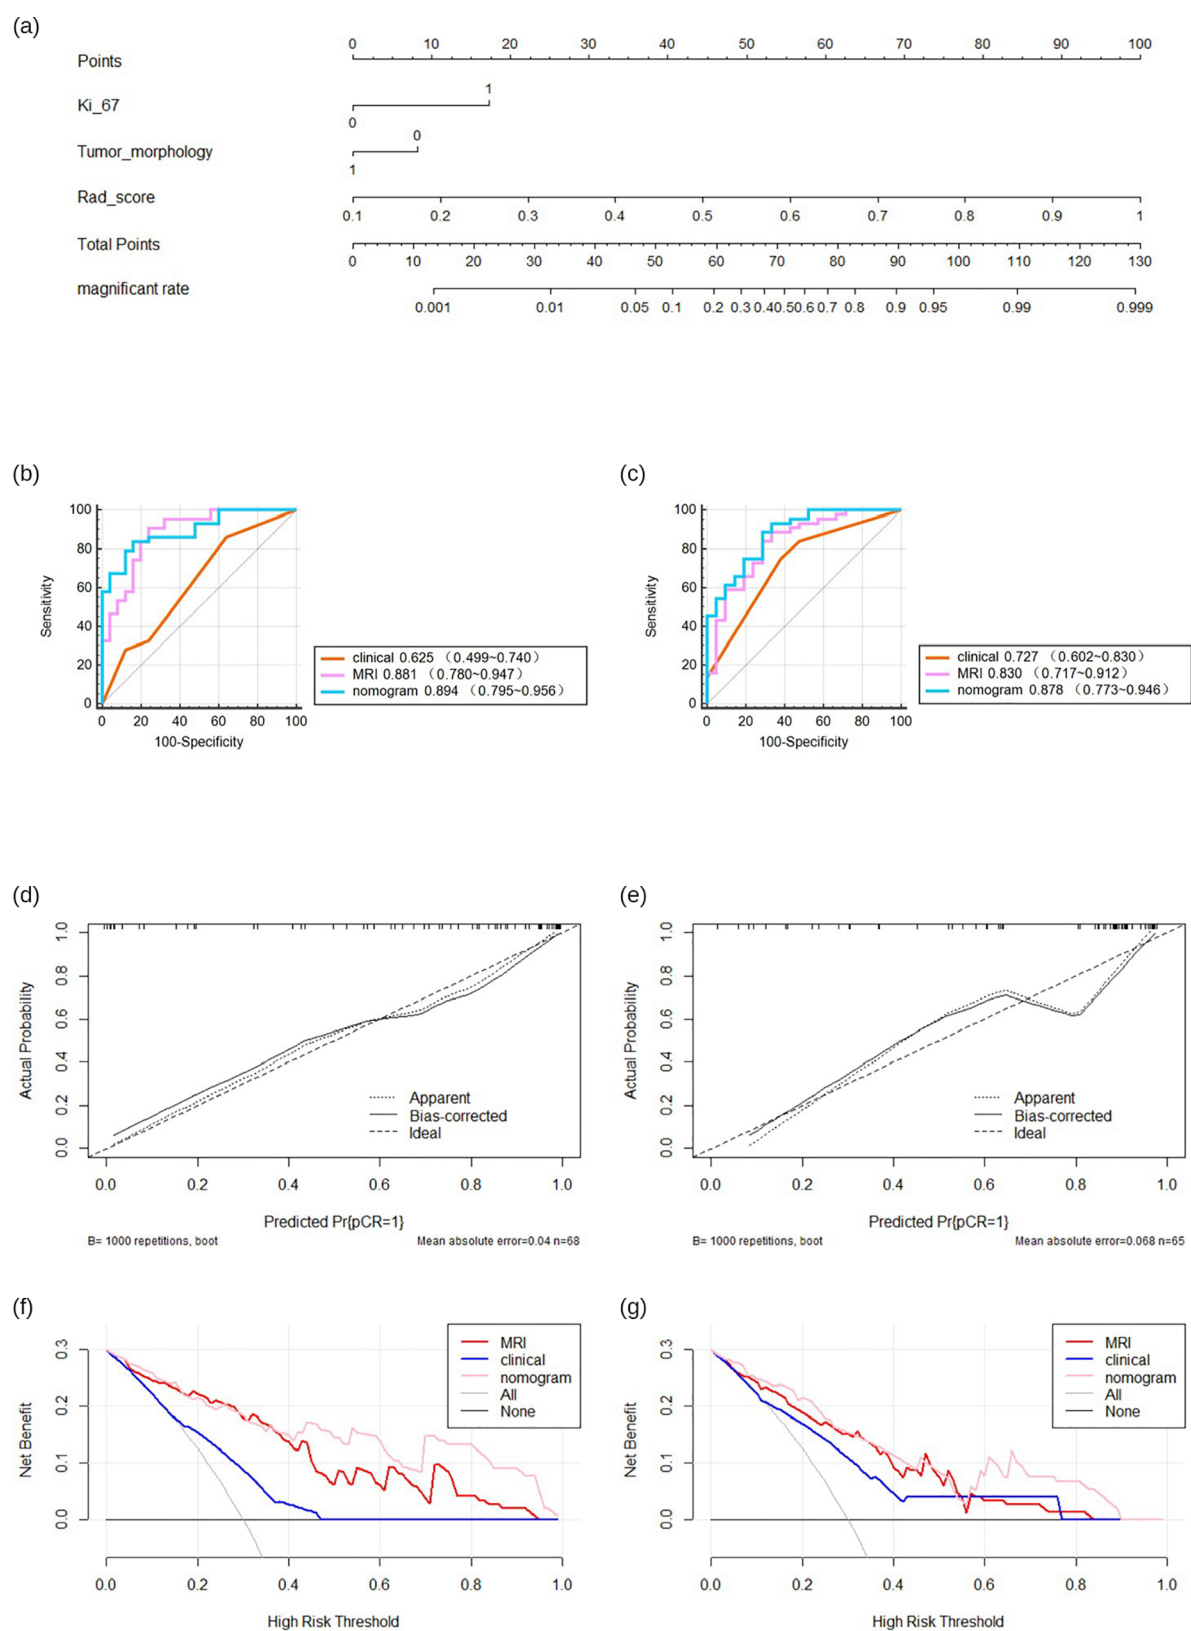 (a)
0 10 20 30 40 50 60 70 80 90 100
Points
1
Ki_67
0
0
Tumor_morphology
1
Rad_score
0.1 0.2 0.3 0.4 0.5 0.6 0.7 0.8 0.9 1
Total Points
0 10 20 30 40 50 60 70 80 90 100 110 120 130
magnificant rate
0.001 0.01 0.05 0.1 0.2 0.3 0.4 0.5 0.6 0.7 0.8 0.9 0.95 0.99 0.999
(b)
100
80
60
40
20
0
Sensitivity
0 20 40 60 80 100
100-Specificity
clinical 0.625 （0.499~0.740）
MRI 0.881 （0.780~0.947）
nomogram 0.894 （0.795~0.956）
(c)
100
80
60
40
20
0
Sensitivity
0 20 40 60 80 100
100-Specificity
clinical 0.727 （0.602~0.830）
MRI 0.830 （0.717~0.912）
nomogram 0.878 （0.773~0.946）
(d)
1.0
0.8
0.6
0.4
0.2
0.0
Actual Probability
Apparent
Bias-corrected
Ideal
0.0 0.2 0.4 0.6 0.8 1.0
Predicted Pr{pCR=1}
B= 1000 repetitions, boot
Mean absolute error=0.04 n=68
(e)
1.0
0.8
0.6
0.4
0.2
0.0
Actual Probability
Apparent
Bias-corrected
Ideal
0.0 0.2 0.4 0.6 0.8 1.0
Predicted Pr{pCR=1}
B= 1000 repetitions, boot
Mean absolute error=0.068 n=65
(f)
0.3
0.2
0.1
0.0
Net Benefit
MRI
clinical
nomogram
All
None
0.0 0.2 0.4 0.6 0.8 1.0
High Risk Threshold
(g)
0.3
0.2
0.1
0.0
Net Benefit
MRI
clinical
nomogram
All
None
0.0 0.2 0.4 0.6 0.8 1.0
High Risk Threshold